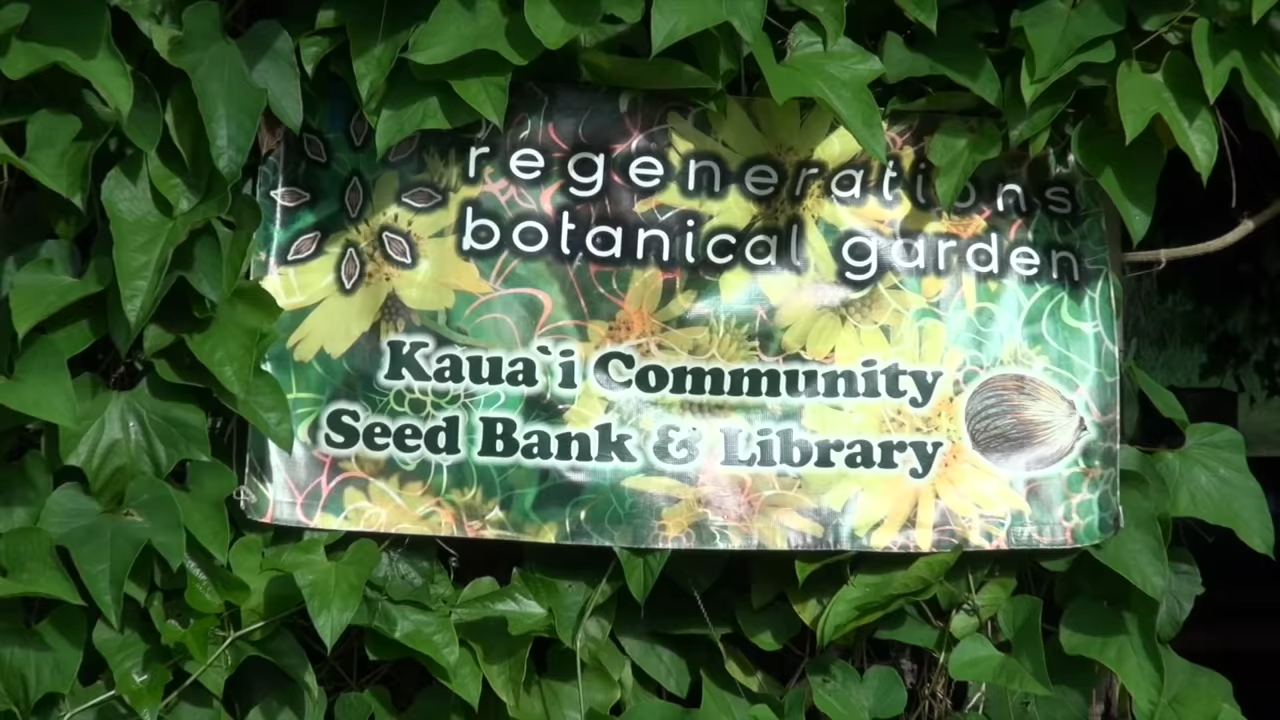 regenerations
botanical garden
Kaua`i Community
Seed Bank & Library